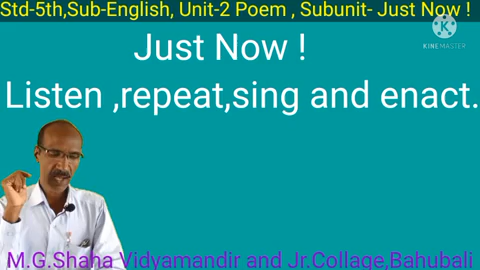 Std-5th,Sub-English, Unit-2 Poem , Subunit- Just Now !
KINEMASTER
Just Now !
Listen ,repeat,sing and enact.
M.G.Shaha Vidyamandir and Jr.Collage,Bahubali